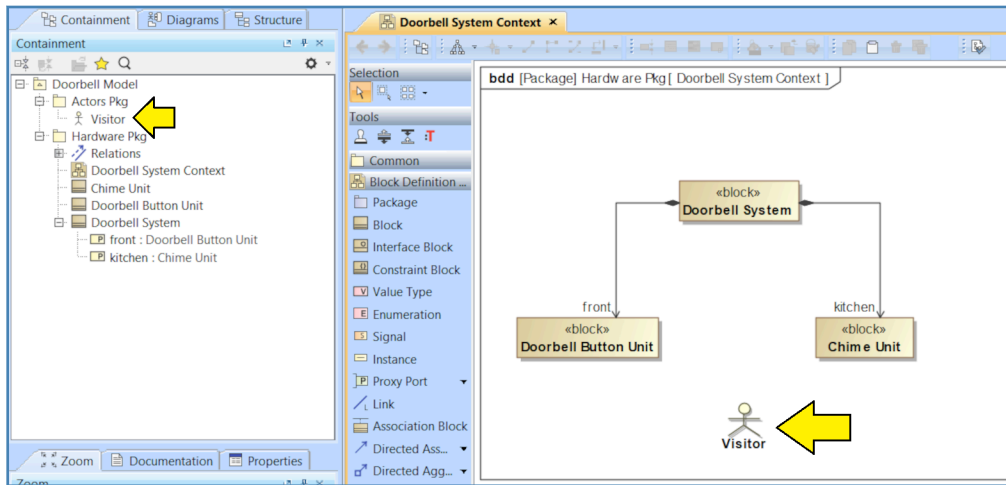 Containment
Diagrams
Structure
Containment
Doorbell Model
Actors Pkg
Visitor
Hardware Pkg
Relations
Doorbell System Context
Chime Unit
Doorbell Button Unit
Doorbell System
front : Doorbell Button Unit
kitchen : Chime Unit
Zoom
Documentation
Properties
Zoom
Doorbell System Context
Selection
Tools
Common
Block Definition ...
Package
Block
Interface Block
Constraint Block
Value Type
Enumeration
Signal
Instance
Proxy Port
Link
Association Block
Directed Ass...
Directed Agg...
bdd [Package] Hardware Pkg [ Doorbell System Context ]
«block»
Doorbell System
front
kitchen
«block»
Doorbell Button Unit
«block»
Chime Unit
Visitor